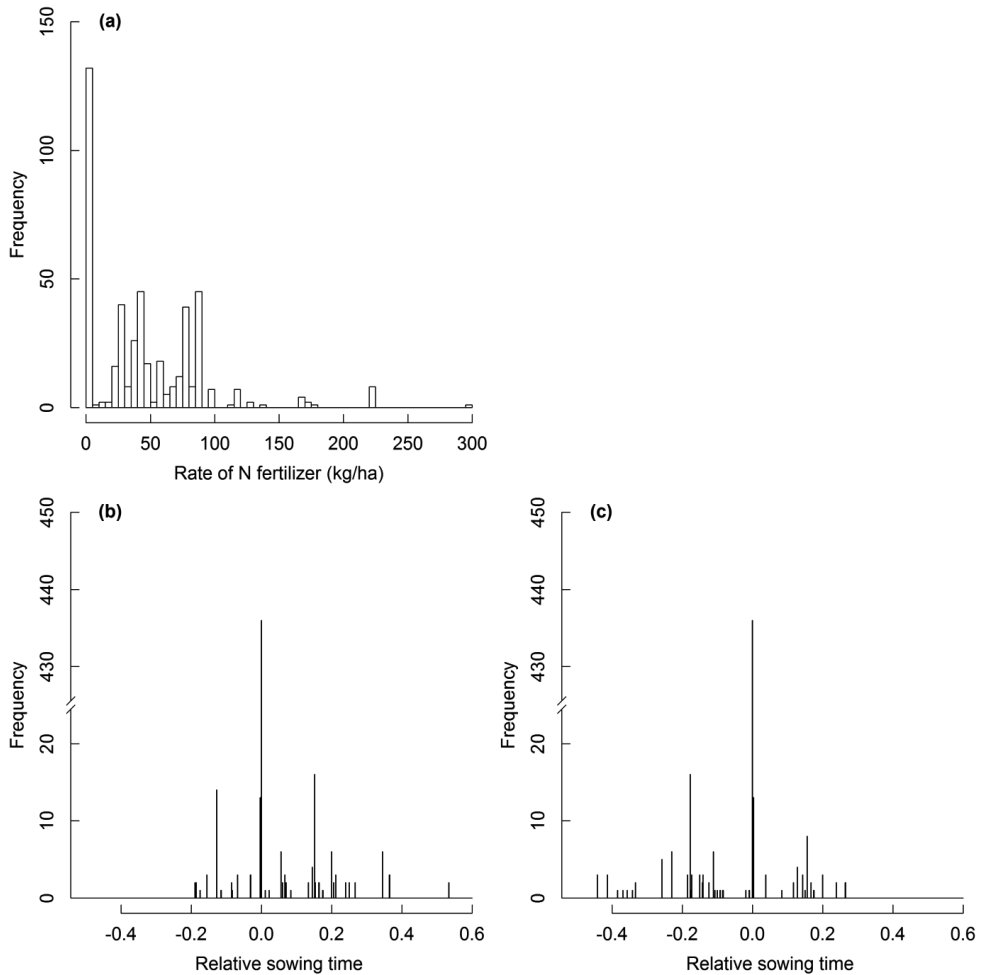 (a)
150
100
50
0
Frequency
0 50 100 150 200 250 300
Rate of N fertilizer (kg/ha)
(b)
450
440
430
20
10
0
Frequency
-0.4 -0.2 0.0 0.2 0.4 0.6
Relative sowing time
(c)
450
440
430
20
10
0
Frequency
-0.4 -0.2 0.0 0.2 0.4 0.6
Relative sowing time